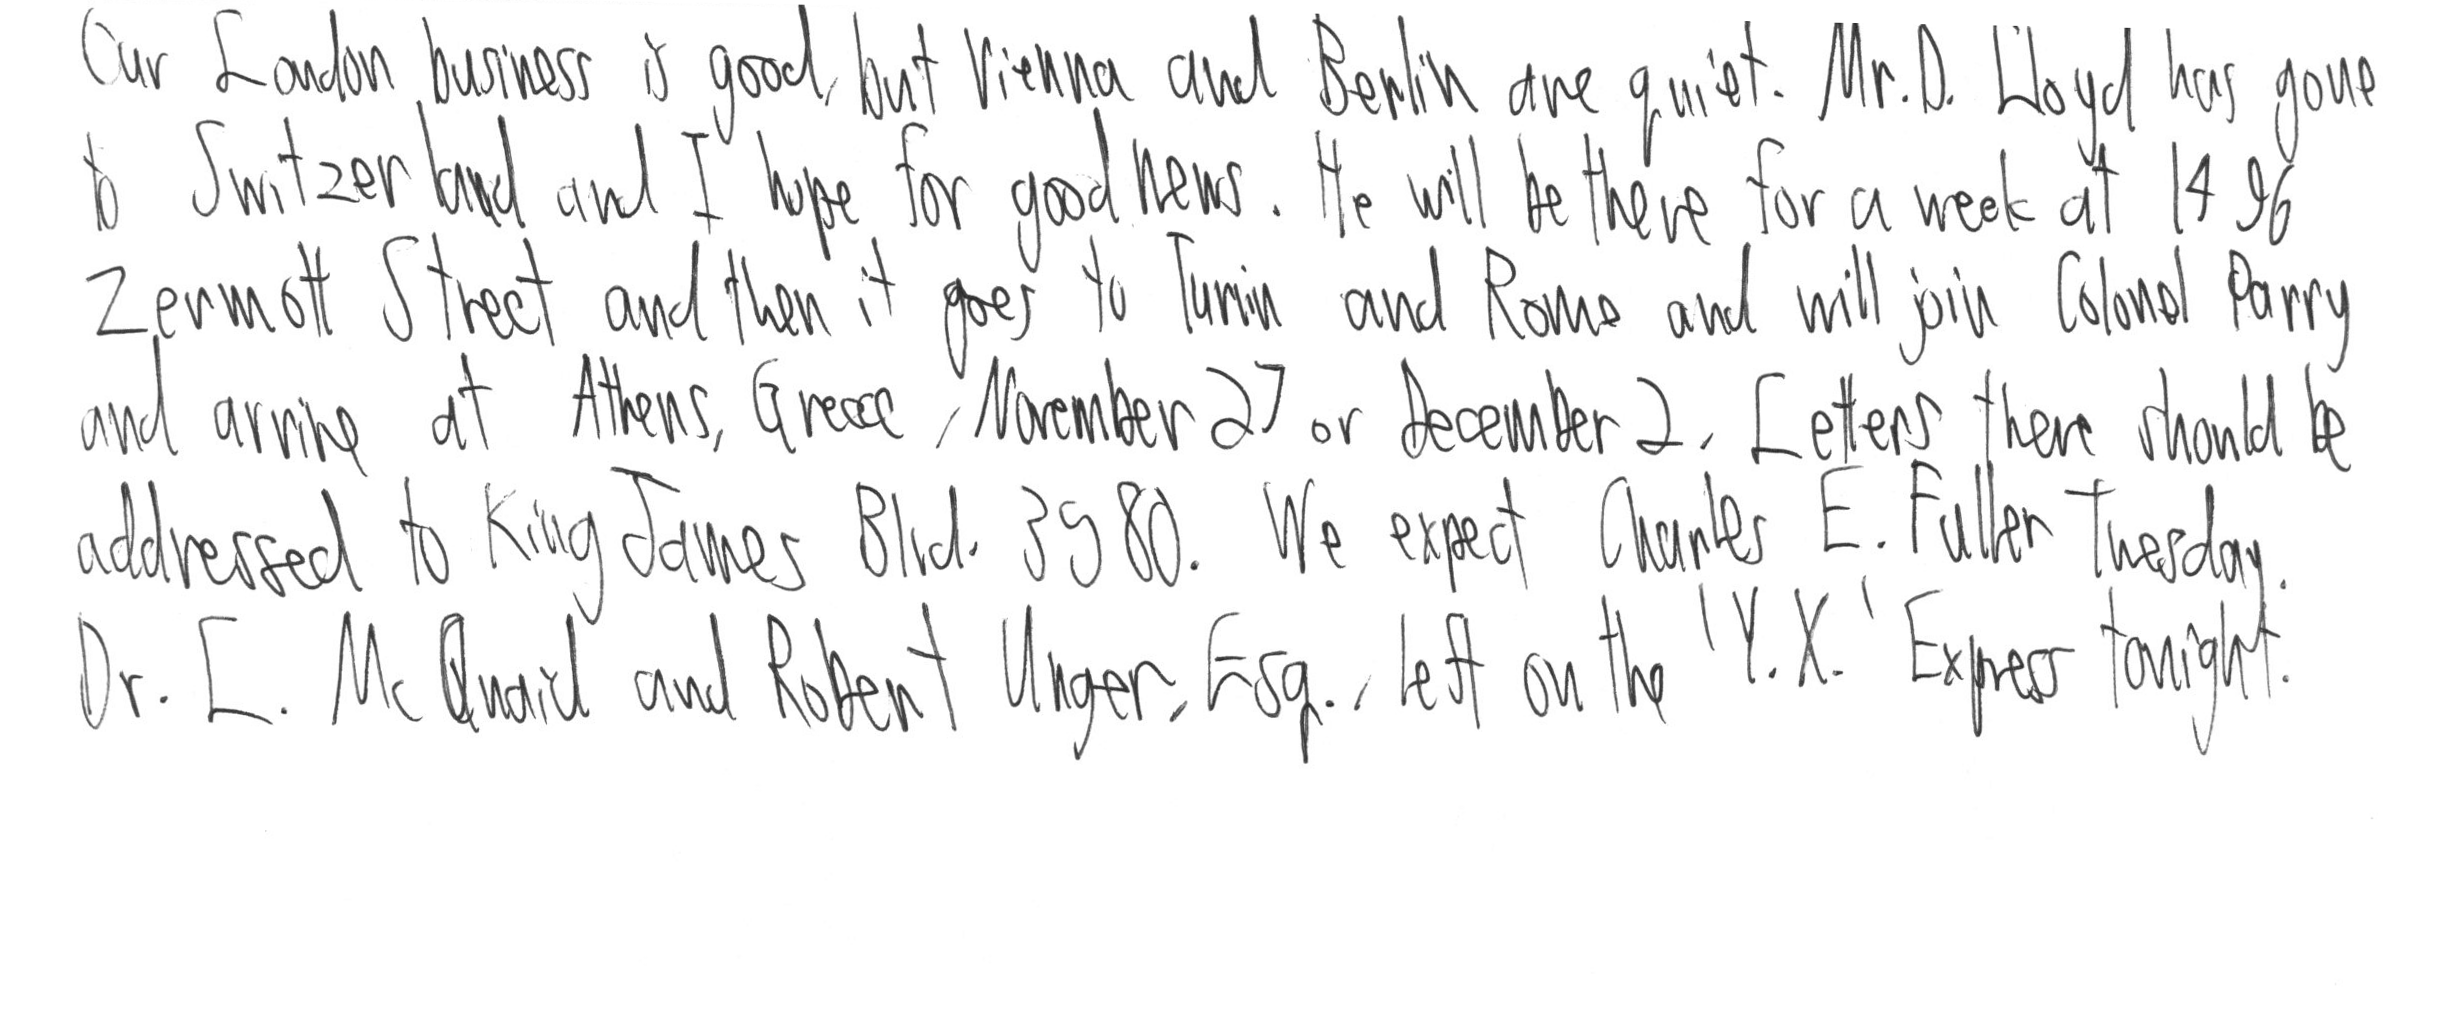 Our London business is good, but Vienna and Berlin are quiet. Mr. D. Lloyd has gone
to Switzerland and I hope for good news. He will be there for a week at 1496
Zermott Street and then it goes to Turin and Rome and will join Colonel Parry
and arrive at Athens, Greece, November 27 or December 2. Letters there should be
addressed to King James Blvd. 3580. We expect Charles E. Fuller Tuesday.
Dr. L. McQuaid and Robert Unger, Esq., left on the 'Y.X.' Express tonight.